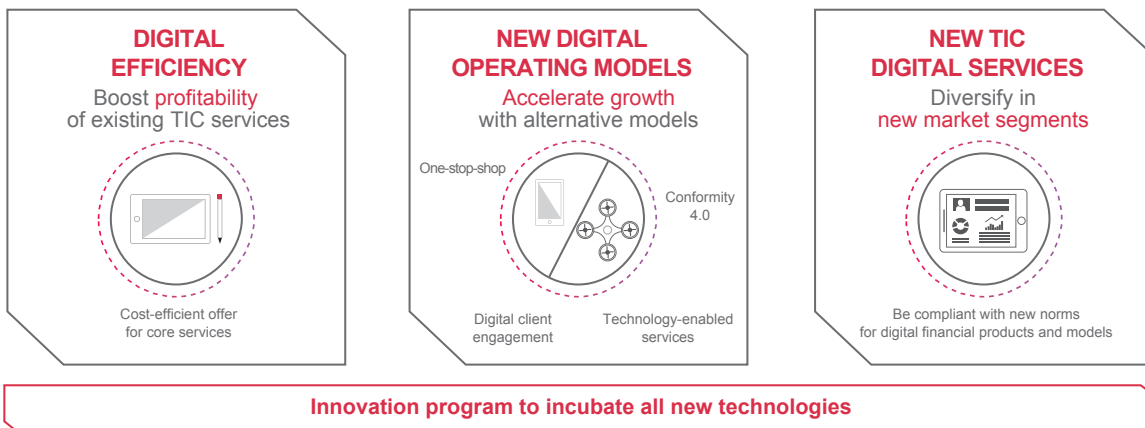 DIGITAL
EFFICIENCY
Boost profitability
of existing TIC services
Cost-efficient offer
for core services
NEW DIGITAL
OPERATING MODELS
Accelerate growth
with alternative models
One-stop-shop
Conformity
4.0
Digital client
engagement
Technology-enabled
services
NEW TIC
DIGITAL SERVICES
Diversify in
new market segments
Be compliant with new norms
for digital financial products and models
Innovation program to incubate all new technologies